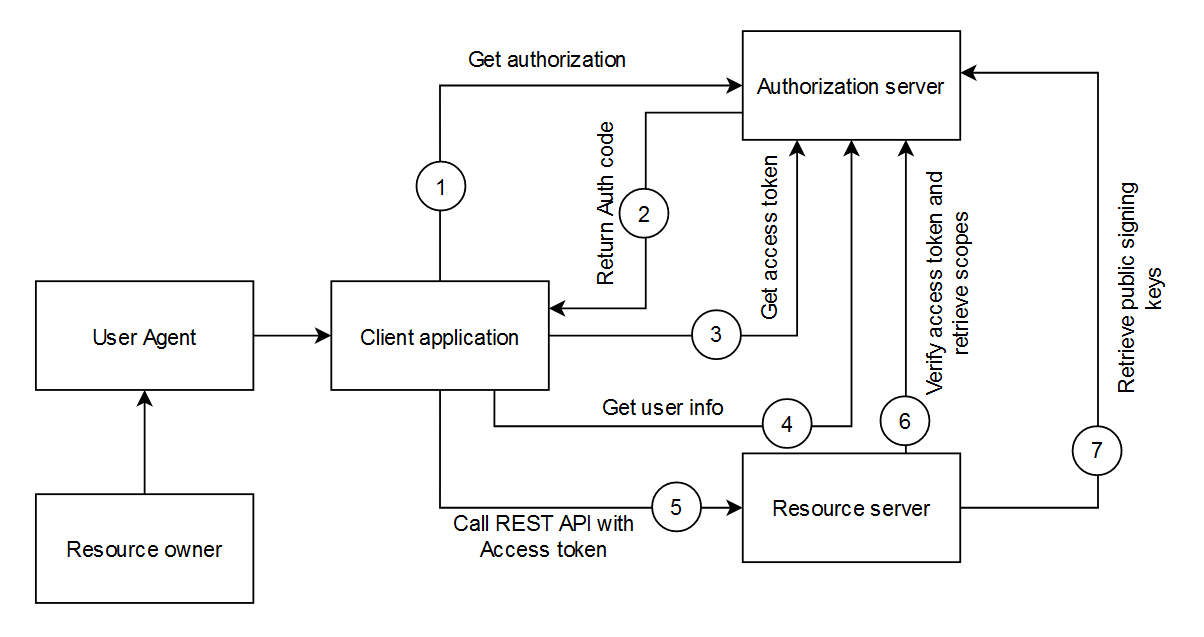 Get authorization
Authorization server
1
Return Auth code
2
Get access token
Verify access token and
retrieve scopes
Retrieve public signing
keys
User Agent
Client application
3
Get user info
4
6
7
Resource owner
5
Call REST API with
Access token
Resource server